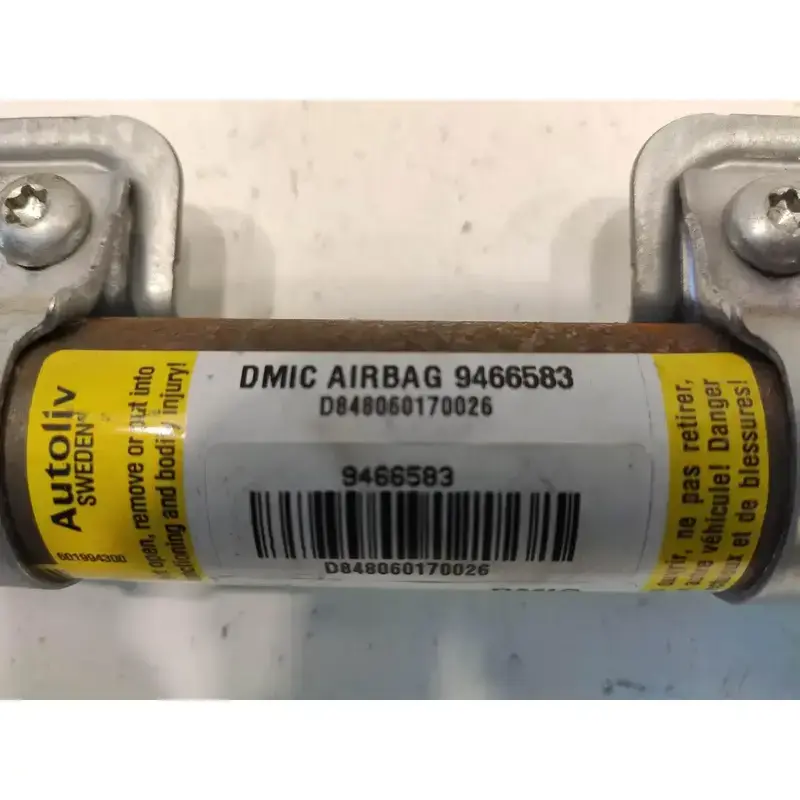 Autoliv
SWEDEN
open, remove or put into
and bodily injury!
601994300
DMIC AIRBAG 9466583
D848060170026
9466583
D848060170026
ne pas retirer,
véhicule! Danger
et de blessures!